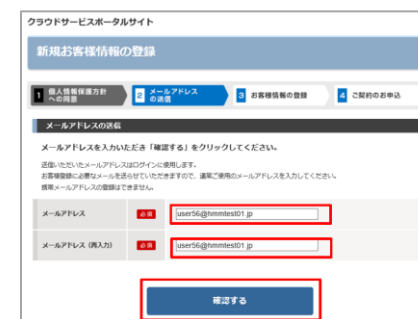 クラウドサービスポータルサイト
新規お客様情報の登録
1 個人情報保護方針
への同意
2 メールアドレス
の送信
3 お客様情報の登録
4 ご契約のお申込
メールアドレスの送信
メールアドレスを入力いただき「確認する」をクリックしてください。
送信いただいたメールアドレスはログインに使用します。
お客様登録に必要なメールを送らせていただきますので、通常ご使用のメールアドレスを入力してください。
携帯メールアドレスの登録はできません。
メールアドレス 必須 user56@hmmtest01.jp
メールアドレス（再入力） 必須 user56@hmmtest01.jp
確認する